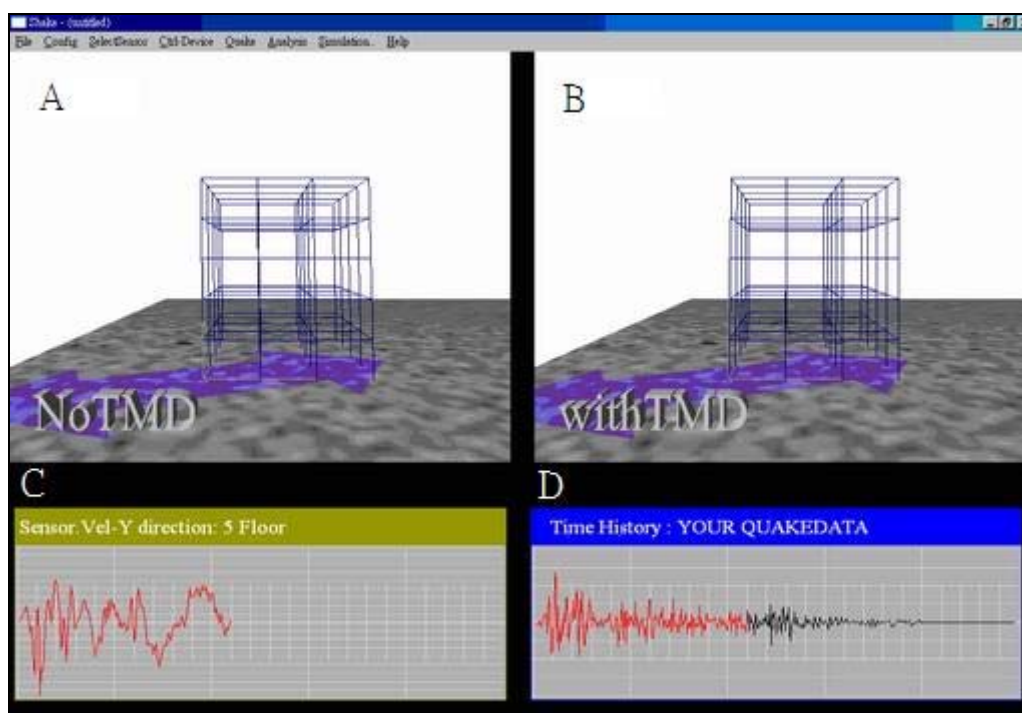 Shake - (untitled)
File Config SelectSensor Ctrl-Device Quake Analysis Simulation.. Help
A
B
NoTMD
withTMD
C
D
Sensor.Vel-Y direction: 5 Floor
Time History : YOUR QUAKEDATA